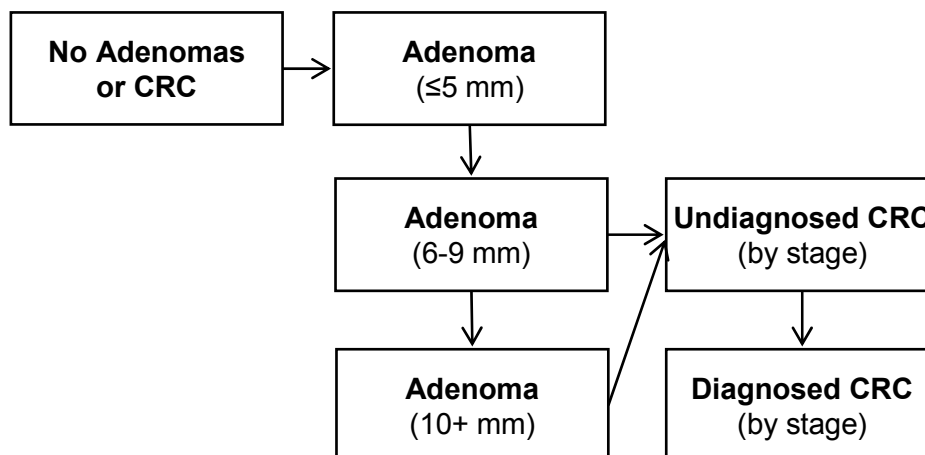 No Adenomas
or CRC
Adenoma
(≤5 mm)
Adenoma
(6-9 mm)
Undiagnosed CRC
(by stage)
Adenoma
(10+ mm)
Diagnosed CRC
(by stage)